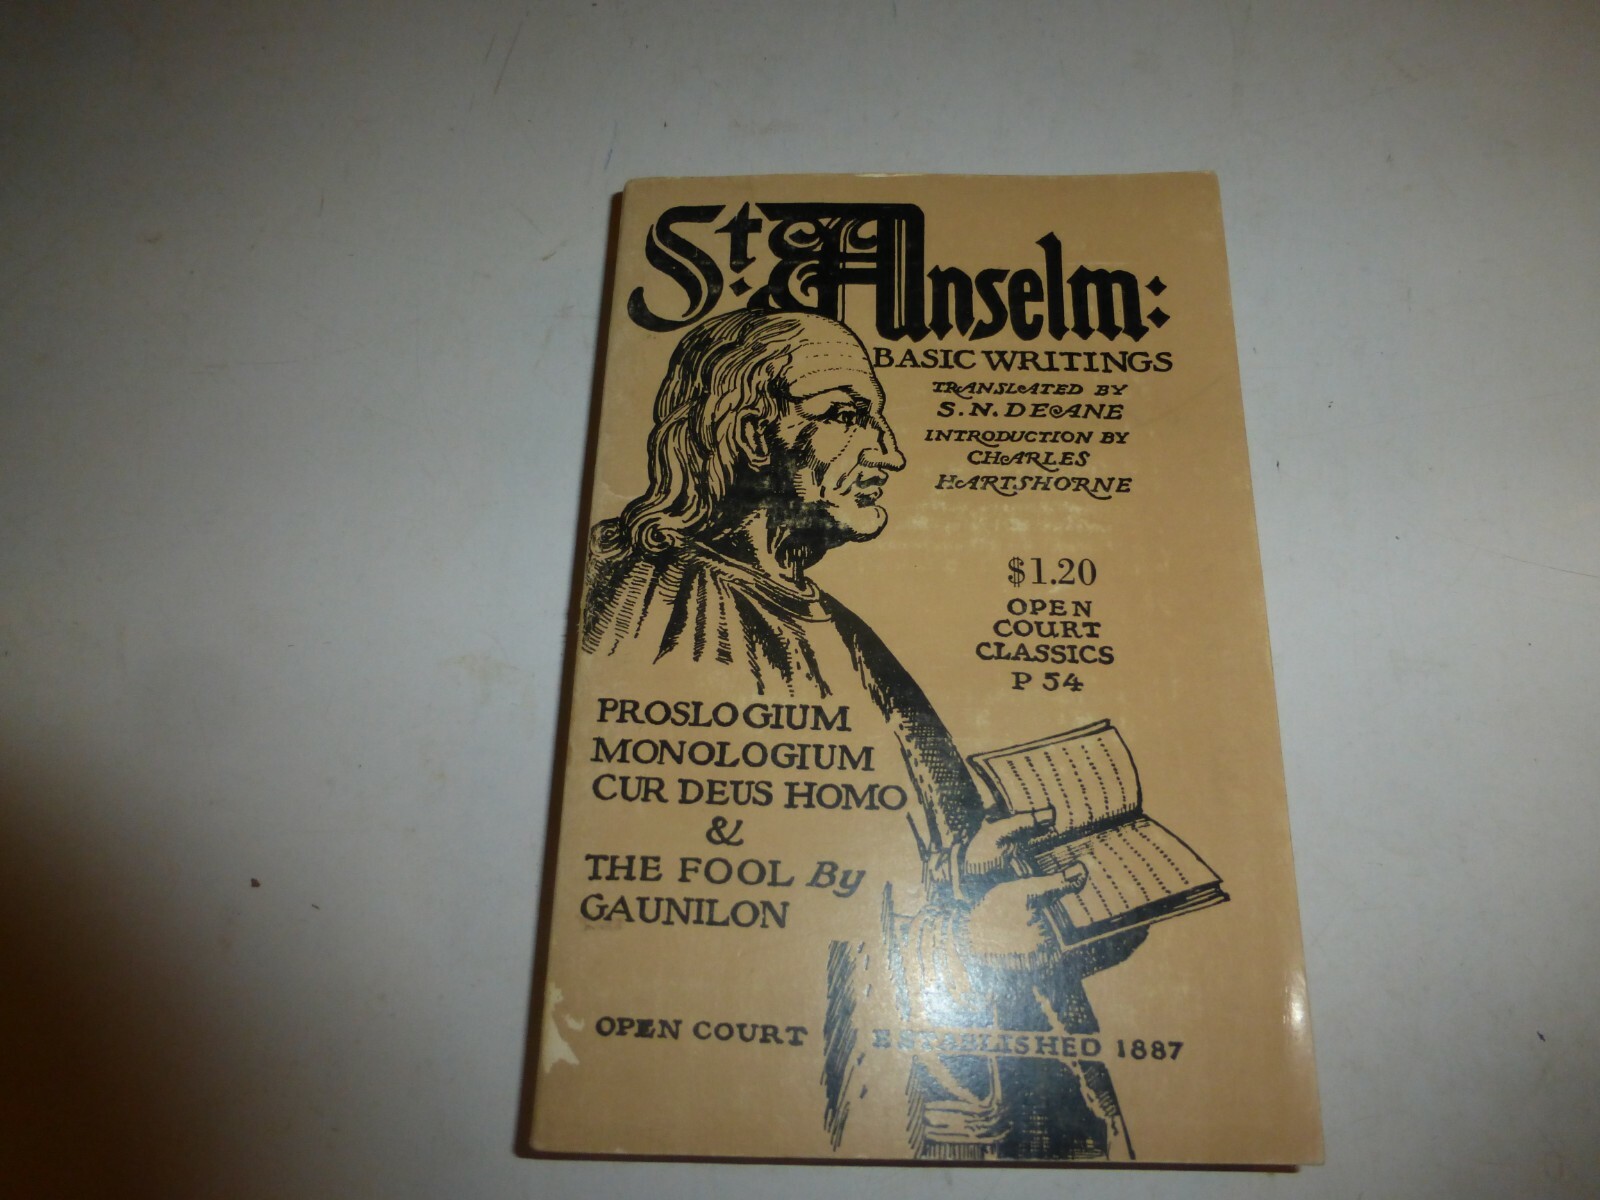 St. Anselm:
BASIC WRITINGS
TRANSLATED BY
S.N. DEANE
INTRODUCTION BY
CHARLES
HARTSHORNE
$1.20
OPEN
COURT
CLASSICS
P 54
PROSLOGIUM
MONOLOGIUM
CUR DEUS HOMO
&
THE FOOL By
GAUNILON
OPEN COURT ESTABLISHED 1887